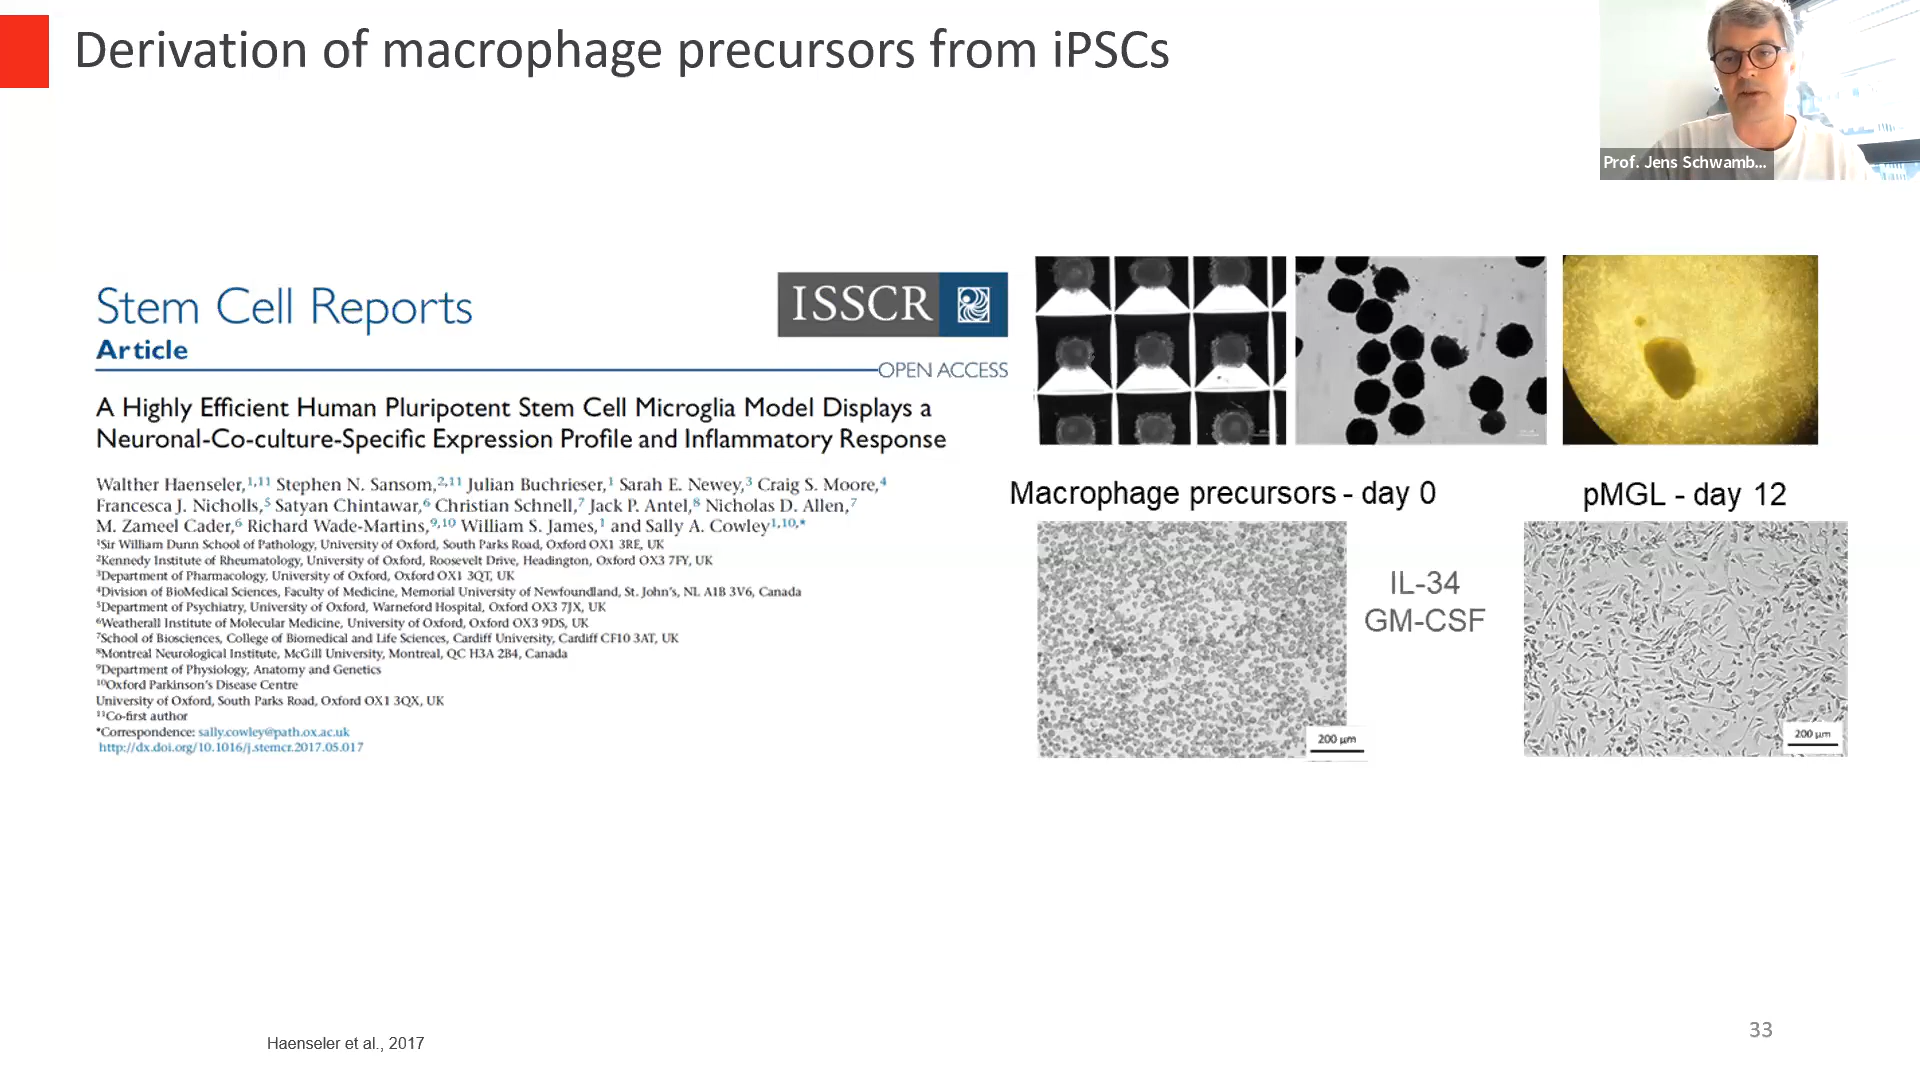 Derivation of macrophage precursors from iPSCs
Prof. Jens Schwamb...
Stem Cell Reports
Article
ISSCR
OPEN ACCESS
A Highly Efficient Human Pluripotent Stem Cell Microglia Model Displays a
Neuronal-Co-culture-Specific Expression Profile and Inflammatory Response
Walther Haenseler,1,11 Stephen N. Sansom,2,11 Julian Buchrieser,1 Sarah E. Newey,3 Craig S. Moore,4
Francesca J. Nicholls,5 Satyan Chintawar,6 Christian Schnell,7 Jack P. Antel,8 Nicholas D. Allen,7
M. Zameel Cader,6 Richard Wade-Martins,9,10 William S. James,1 and Sally A. Cowley1,10,*
1Sir William Dunn School of Pathology, University of Oxford, South Parks Road, Oxford OX1 3RE, UK
2Kennedy Institute of Rheumatology, University of Oxford, Roosevelt Drive, Headington, Oxford OX3 7FY, UK
3Department of Pharmacology, University of Oxford, Oxford OX1 3QT, UK
4Division of BioMedical Sciences, Faculty of Medicine, Memorial University of Newfoundland, St. John's, NL A1B 3V6, Canada
5Department of Psychiatry, University of Oxford, Warneford Hospital, Oxford OX3 7JX, UK
6Weatherall Institute of Molecular Medicine, University of Oxford, Oxford OX3 9DS, UK
7School of Biosciences, College of Biomedical and Life Sciences, Cardiff University, Cardiff CF10 3AT, UK
8Montreal Neurological Institute, McGill University, Montreal, QC H3A 2B4, Canada
9Department of Physiology, Anatomy and Genetics
10Oxford Parkinson's Disease Centre
University of Oxford, South Parks Road, Oxford OX1 3QX, UK
11Co-first author
*Correspondence: sally.cowley@path.ox.ac.uk
http://dx.doi.org/10.1016/j.stemcr.2017.05.017
Macrophage precursors - day 0
pMGL - day 12
IL-34
GM-CSF
200 µm
200 µm
Haenseler et al., 2017
33